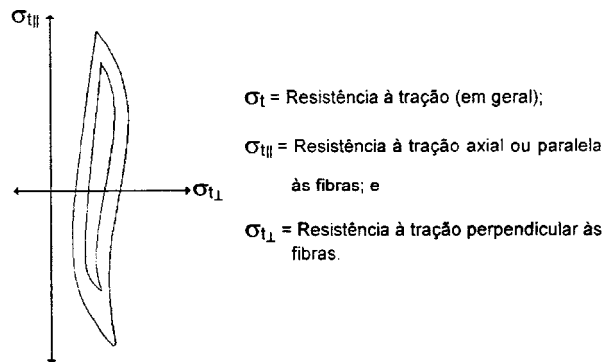 σt||
σt⊥
σt = Resistência à tração (em geral);
σt|| = Resistência à tração axial ou paralela
às fibras; e
σt⊥ = Resistência à tração perpendicular às
fibras.